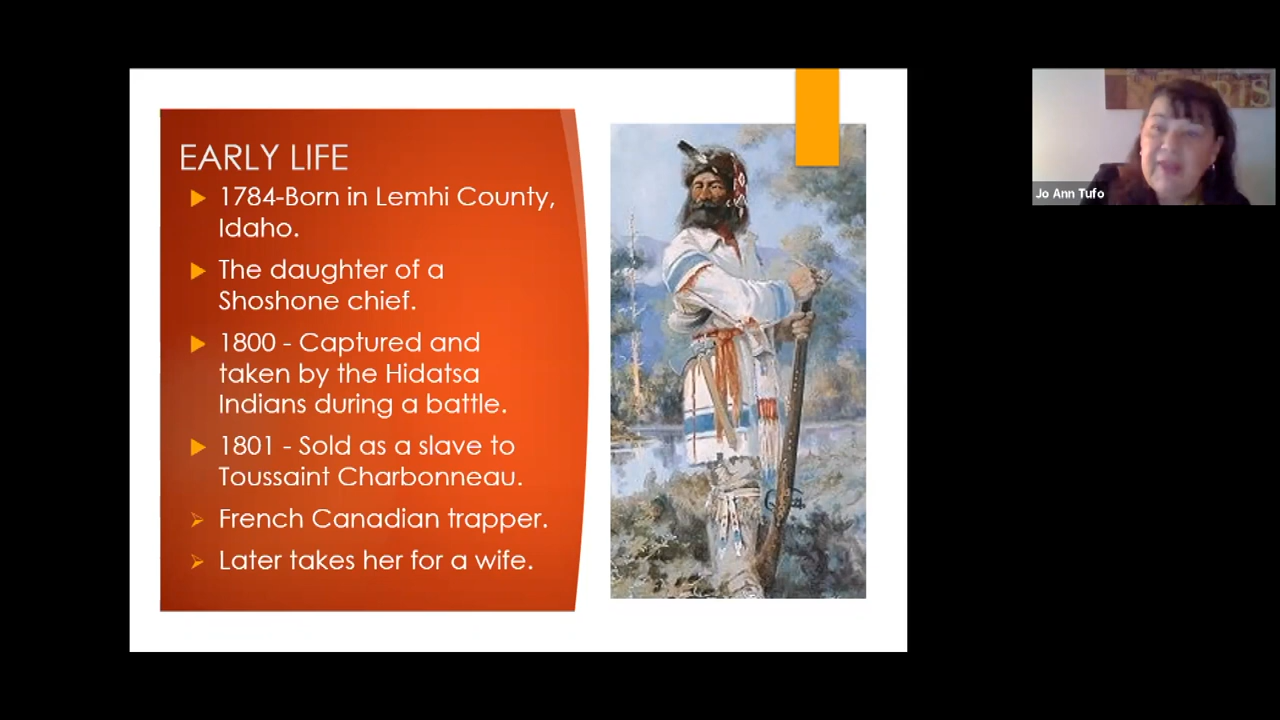 EARLY LIFE
1784-Born in Lemhi County,
Idaho.
The daughter of a
Shoshone chief.
1800 - Captured and
taken by the Hidatsa
Indians during a battle.
1801 - Sold as a slave to
Toussaint Charbonneau.
French Canadian trapper.
Later takes her for a wife.
Jo Ann Tufo